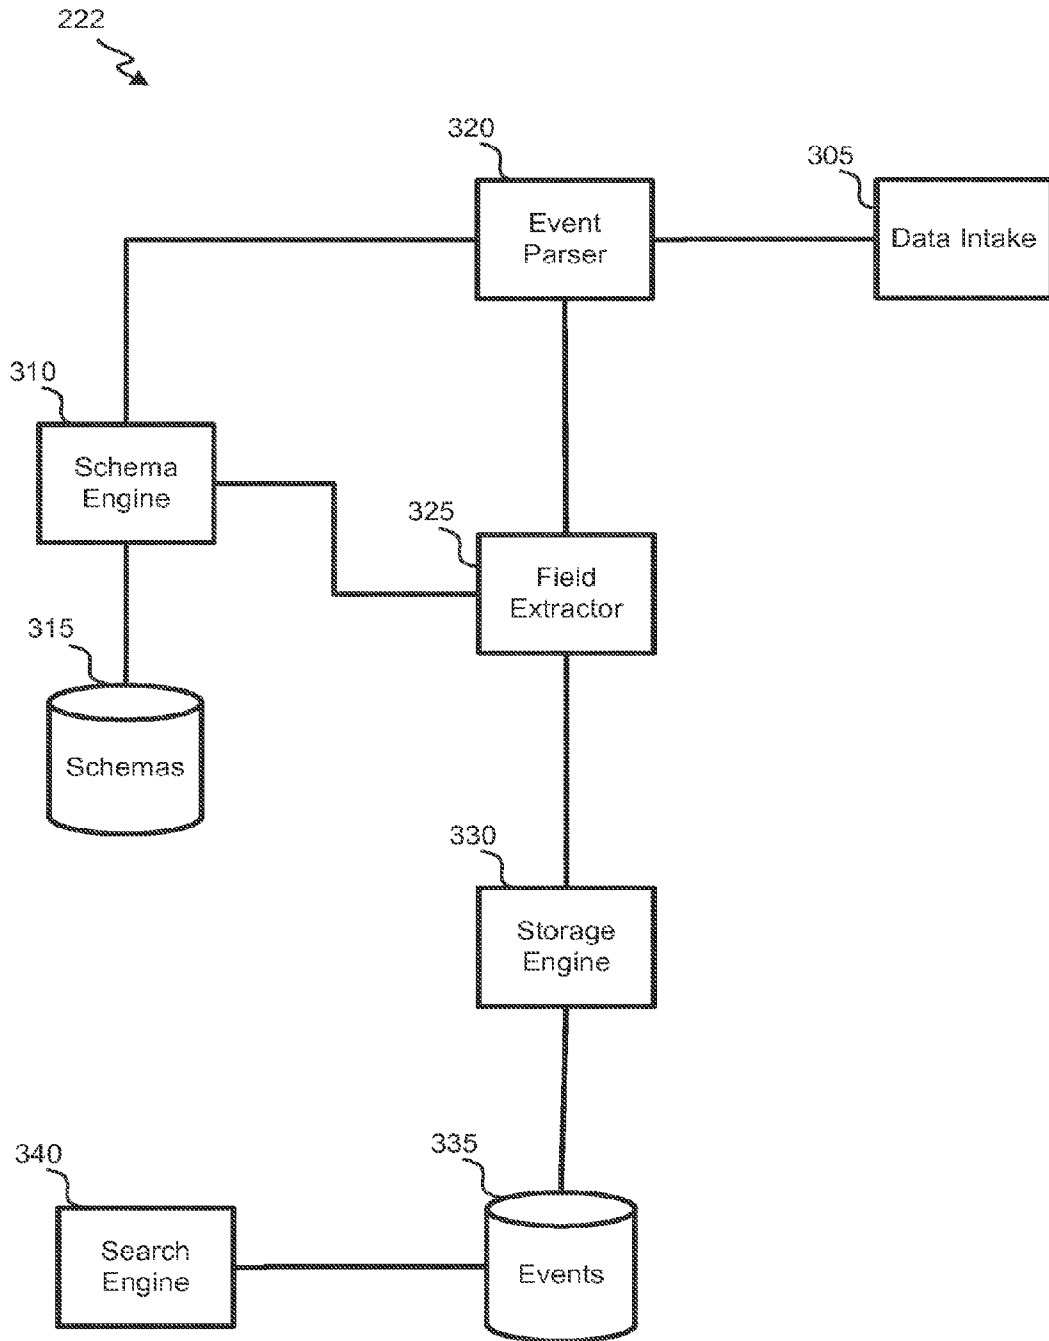 222
320
Event
Parser
305
Data Intake
310
Schema
Engine
325
Field
Extractor
315
Schemas
330
Storage
Engine
340
Search
Engine
335
Events